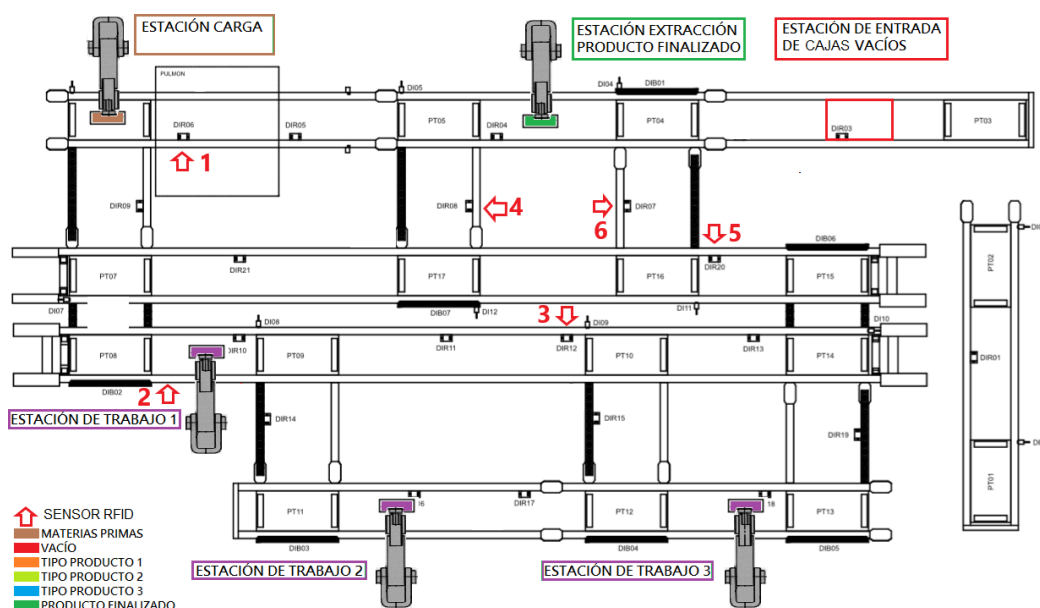 ESTACIÓN CARGA
ESTACIÓN EXTRACCIÓN
PRODUCTO FINALIZADO
ESTACIÓN DE ENTRADA
DE CAJAS VACÍOS
PULMON
DI05
DI04
DIB01
DIR06
DIR05
PT05
DIR04
PT04
DIR03
PT03
1
DIR09
DIR08
4
6
DIR07
5
DIB06
PT07
DIR21
PT17
PT16
DIR20
PT15
PT02
DI07
DIB07
DI12
3
DI11
DI08
DI09
DI10
PT08
DIR10
PT09
DIR11
DIR12
PT10
DIR13
PT14
DIR01
DIB02
2
ESTACIÓN DE TRABAJO 1
DIR14
DIR15
DIR19
PT01
I6
DIR17
18
PT11
PT12
PT13
DIB03
DIB04
DIB05
ESTACIÓN DE TRABAJO 2
ESTACIÓN DE TRABAJO 3
SENSOR RFID
MATERIAS PRIMAS
VACÍO
TIPO PRODUCTO 1
TIPO PRODUCTO 2
TIPO PRODUCTO 3
PRODUCTO FINALIZADO